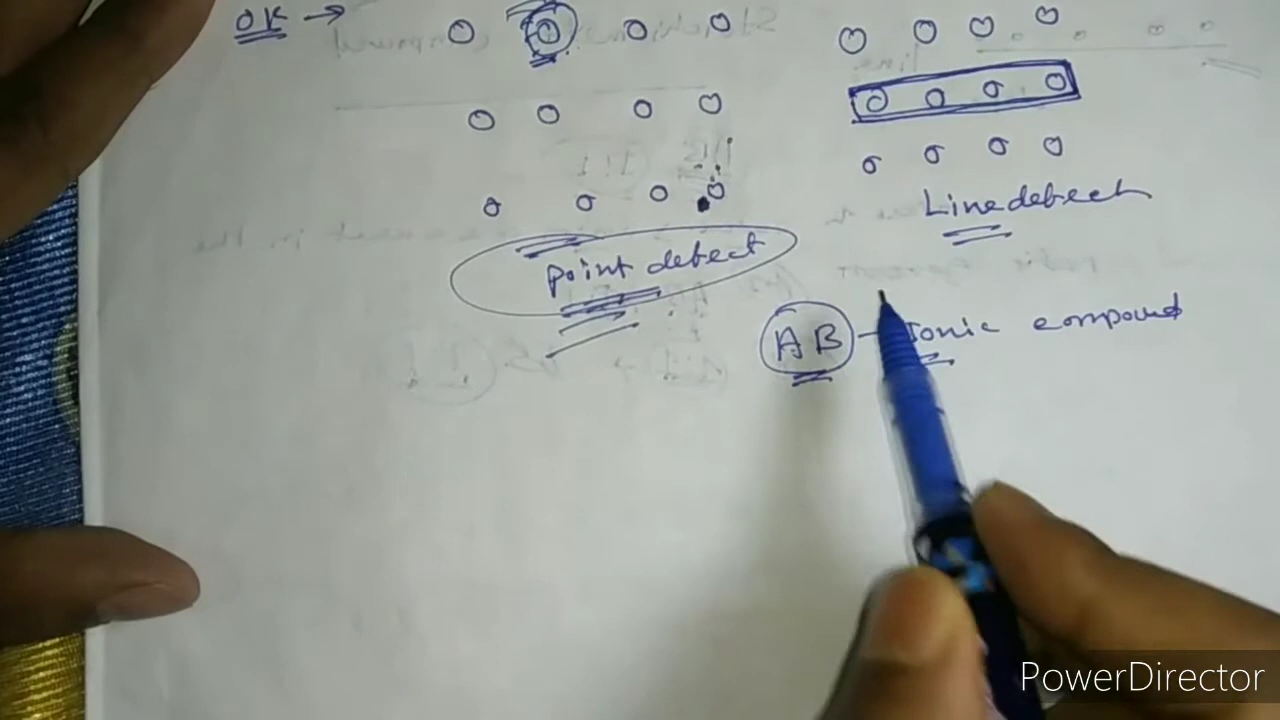 OK →
Line defect
Point defect
AB - Ionic compound
PowerDirector